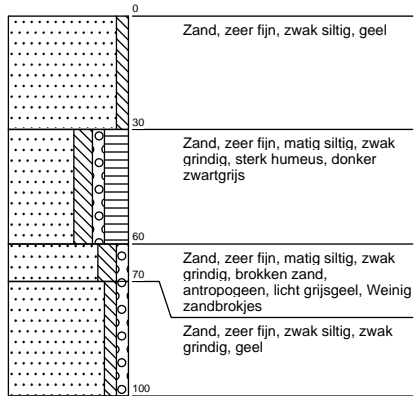 0
Zand, zeer fijn, zwak siltig, geel
30
Zand, zeer fijn, matig siltig, zwak
grindig, sterk humeus, donker
zwartgrijs
60
Zand, zeer fijn, matig siltig, zwak
grindig, brokken zand,
antropogeen, licht grijsgeel, Weinig
zandbrokjes
70
Zand, zeer fijn, zwak siltig, zwak
grindig, geel
100